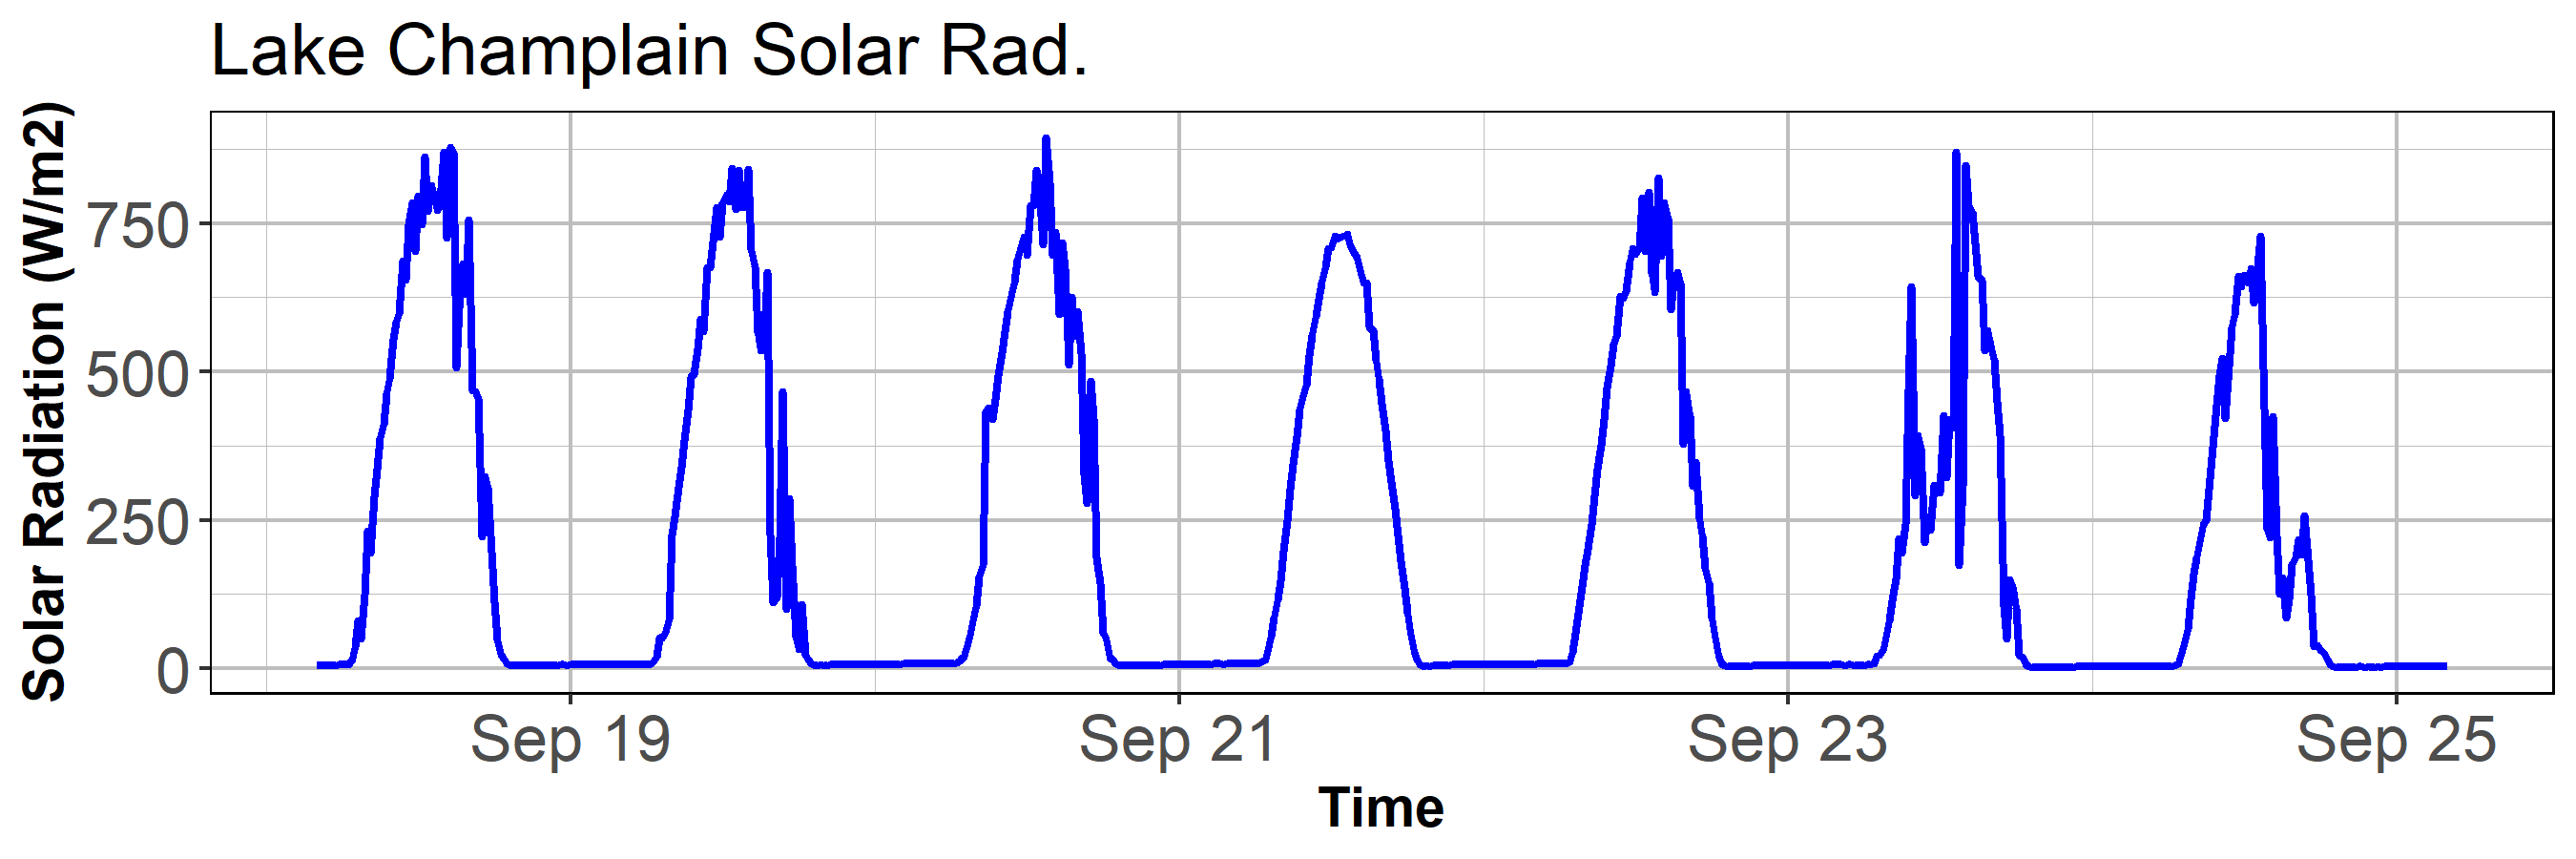 Lake Champlain Solar Rad.
Solar Radiation (W/m2)
750
500
250
0
Sep 19
Sep 21
Sep 23
Sep 25
Time